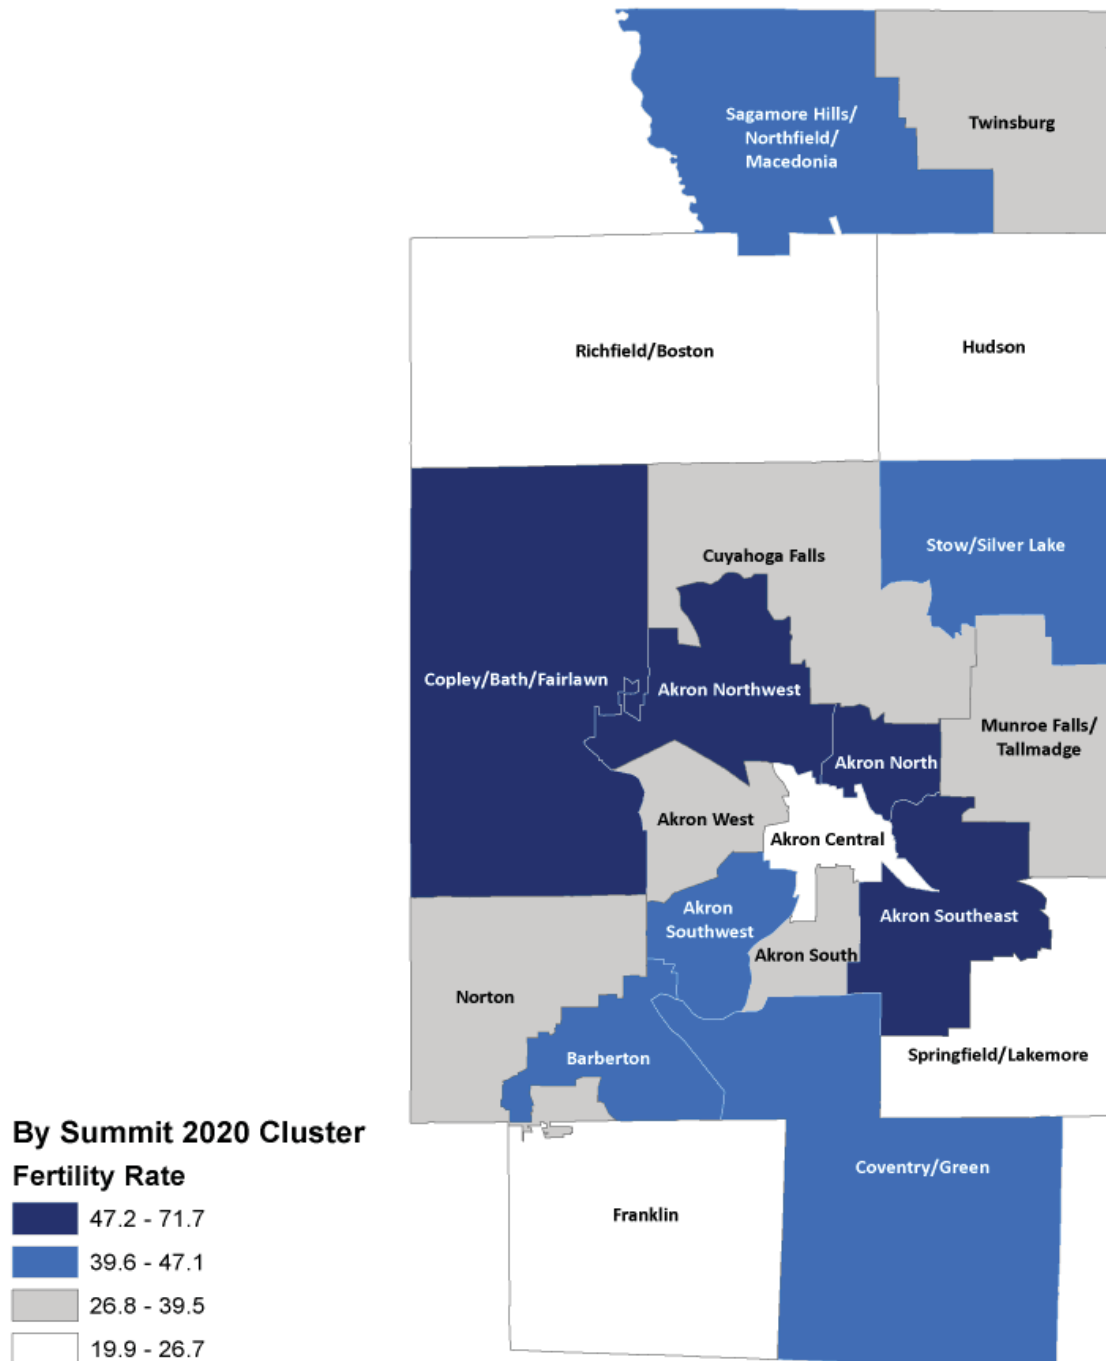 Sagamore Hills/
Northfield/
Macedonia
Twinsburg
Richfield/Boston
Hudson
Stow/Silver Lake
Cuyahoga Falls
Copley/Bath/Fairlawn
Akron Northwest
Munroe Falls/
Tallmadge
Akron North
Akron West
Akron Central
Akron
Southwest
Akron Southeast
Akron South
Norton
Barberton
Springfield/Lakemore
Coventry/Green
Franklin
By Summit 2020 Cluster
Fertility Rate
47.2 - 71.7
39.6 - 47.1
26.8 - 39.5
19.9 - 26.7